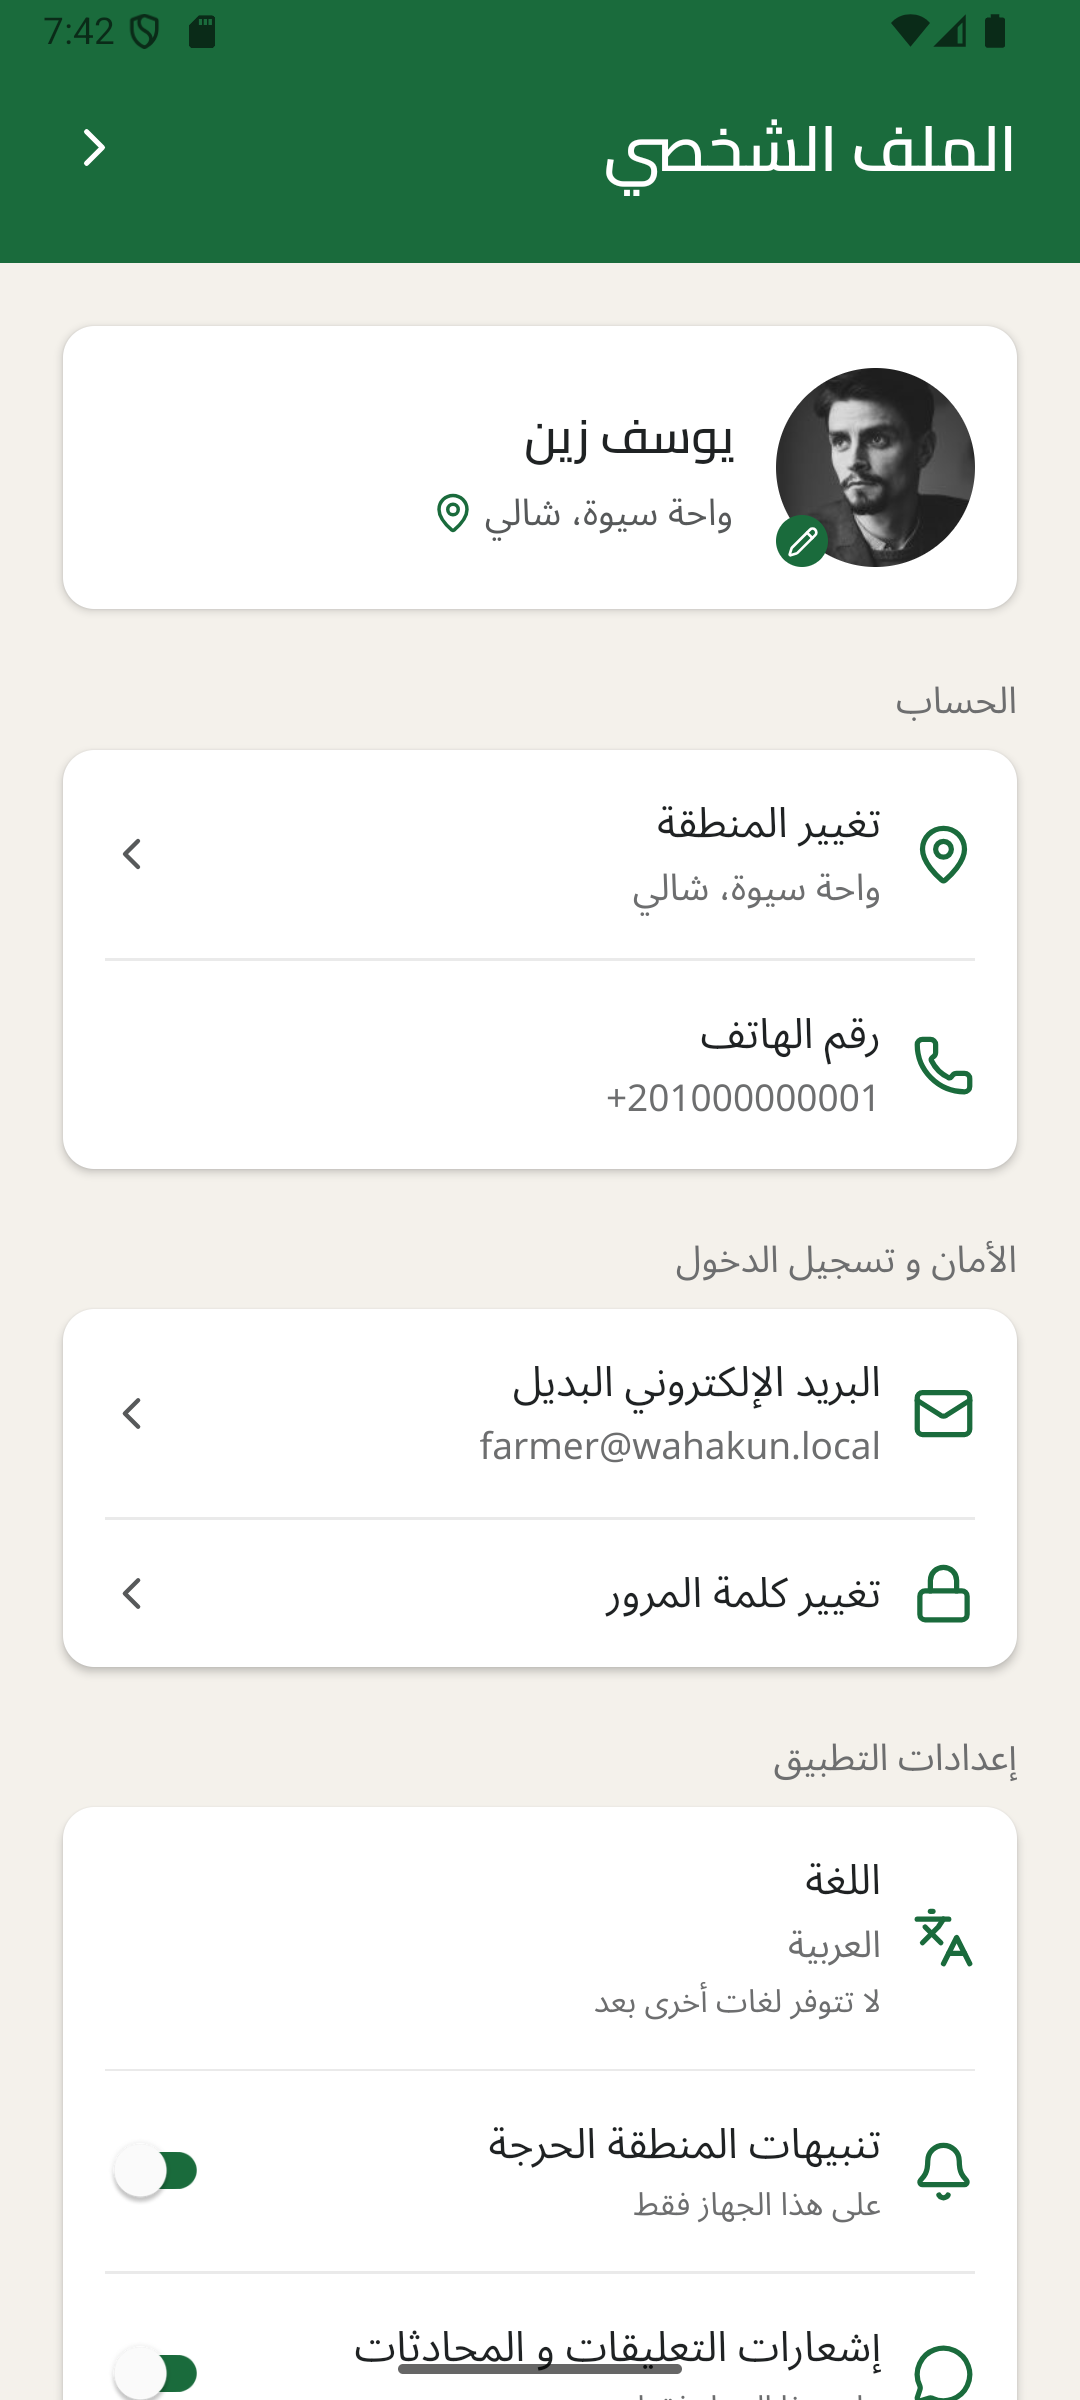 7:42
الملف الشخصي
يوسف زين
واحة سيوة، شالي
الحساب
تغيير المنطقة
واحة سيوة، شالي
رقم الهاتف
+201000000001
الأمان و تسجيل الدخول
البريد الإلكتروني البديل
farmer@wahakun.local
تغيير كلمة المرور
إعدادات التطبيق
اللغة
العربية
لا تتوفر لغات أخرى بعد
تنبيهات المنطقة الحرجة
على هذا الجهاز فقط
إشعارات التعليقات و المحادثات